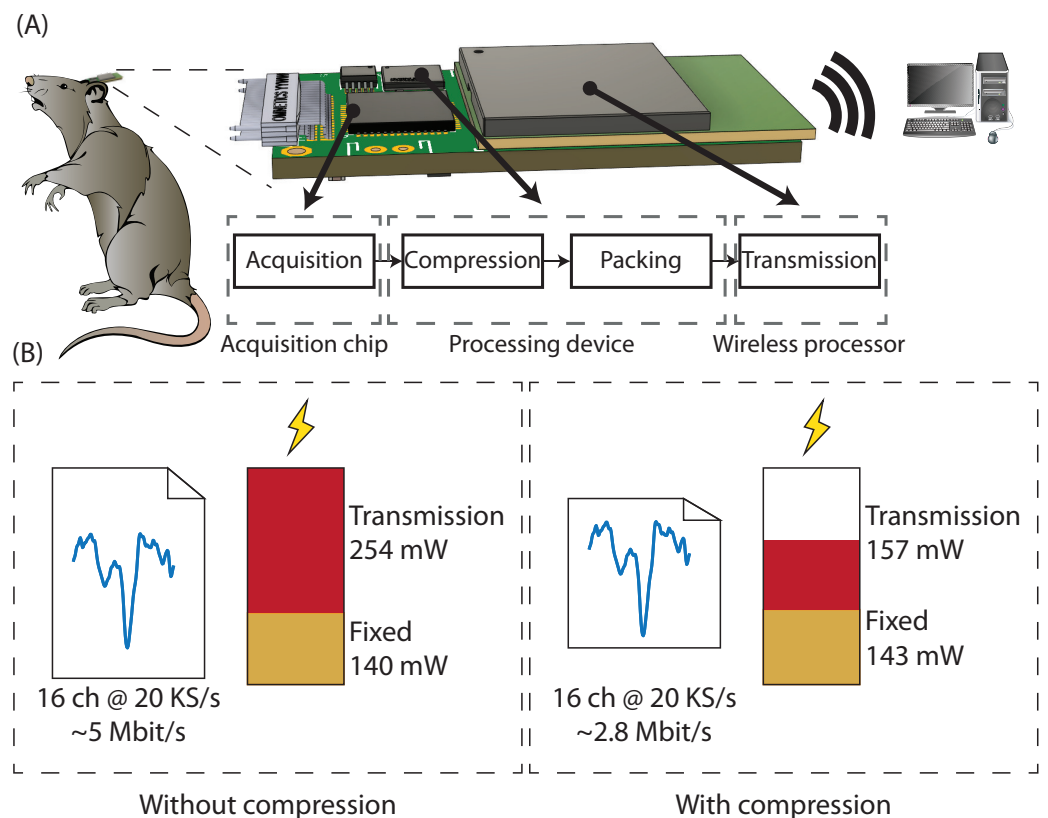 (A)
OMNETICS YYWW
Acquisition
Compression
Packing
Transmission
Acquisition chip
Processing device
Wireless processor
(B)
Transmission
254 mW
Fixed
140 mW
16 ch @ 20 KS/s
~5 Mbit/s
Without compression
Transmission
157 mW
Fixed
143 mW
16 ch @ 20 KS/s
~2.8 Mbit/s
With compression